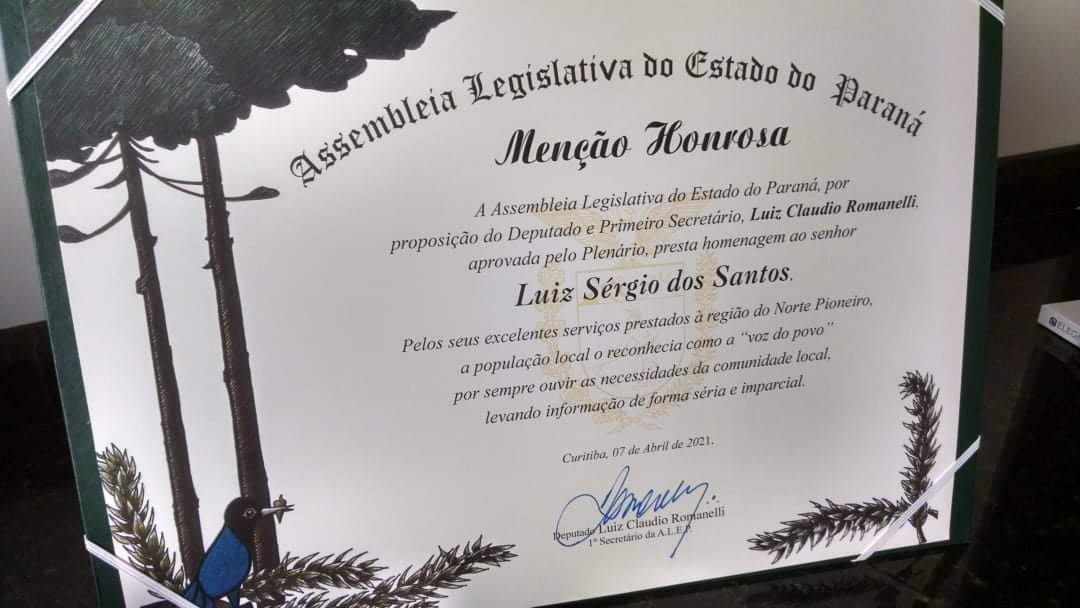 Assembleia Legislativa do Estado do Paraná
Menção Honrosa
A Assembleia Legislativa do Estado do Paraná, por
proposição do Deputado e Primeiro Secretário, Luiz Claudio Romanelli,
aprovada pelo Plenário, presta homenagem ao senhor
Luiz Sérgio dos Santos.
Pelos seus excelentes serviços prestados à região do Norte Pioneiro,
a população local o reconhecia como a “voz do povo”
por sempre ouvir as necessidades da comunidade local,
levando informação de forma séria e imparcial.
Curitiba, 07 de Abril de 2021.
Deputado Luiz Claudio Romanelli
1º Secretário da A.L.E.P.